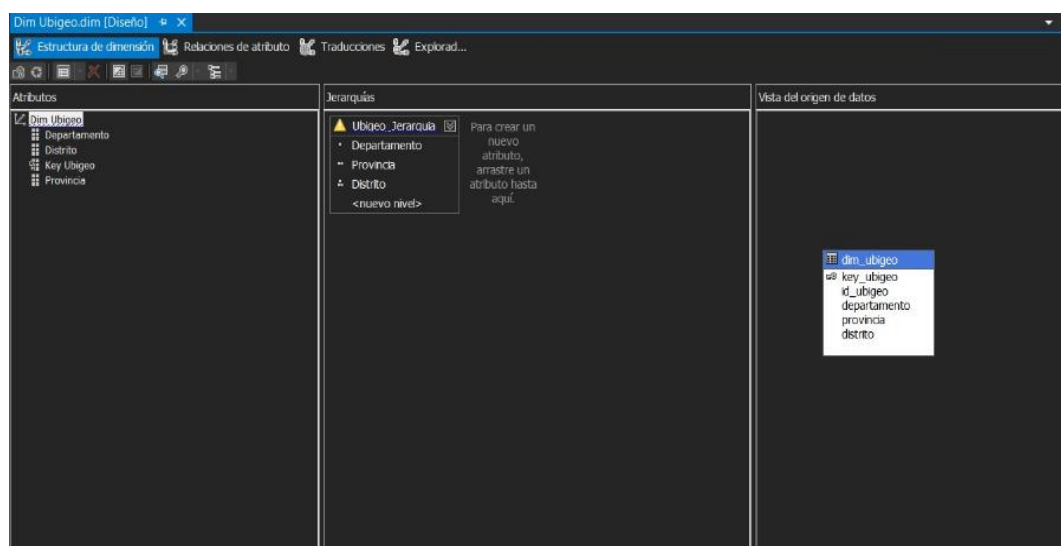 Dim Ubigeo.dim [Diseño]
Estructura de dimensión Relaciones de atributo Traducciones Explorad...
Atributos
Dim Ubigeo
Departamento
Distrito
Key Ubigeo
Provincia
Jerarquías
Ubigeo_Jerarquia
Departamento
Provincia
Distrito
<nuevo nivel>
Para crear un
nuevo
atributo,
arrastre un
atributo hasta
aquí.
Vista del origen de datos
dim_ubigeo
key_ubigeo
id_ubigeo
departamento
provincia
distrito